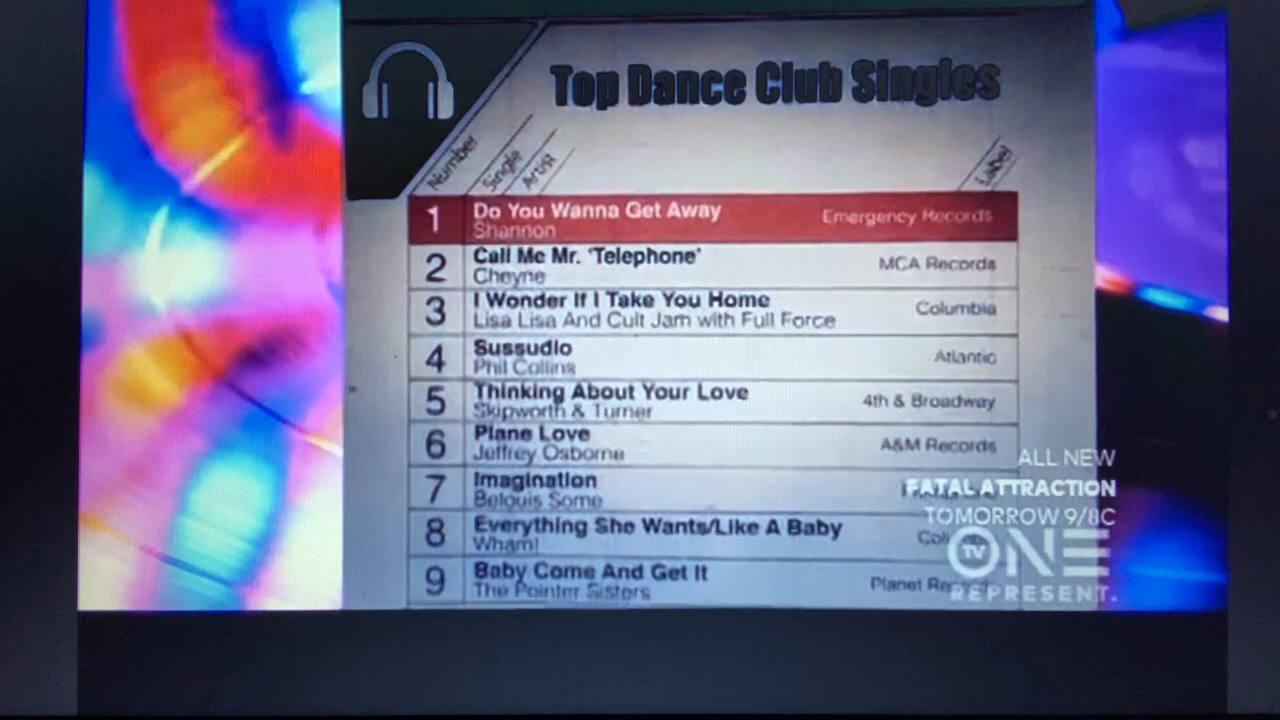 Top Dance Club Singles
Number
Single
Artist
Label
1
Do You Wanna Get Away
Shannon
Emergency Records
2
Call Me Mr. 'Telephone'
Cheyne
MCA Records
3
I Wonder If I Take You Home
Lisa Lisa And Cult Jam with Full Force
Columbia
4
Sussudio
Phil Collins
Atlantic
5
Thinking About Your Love
Skipworth & Turner
4th & Broadway
6
Plane Love
Jeffrey Osborne
A&M Records
7
Imagination
Belouis Some
8
Everything She Wants/Like A Baby
Wham!
9
Baby Come And Get It
The Pointer Sisters
Planet
ALL NEW
FATAL ATTRACTION
TOMORROW 9/8C
TV ONE
REPRESENT.